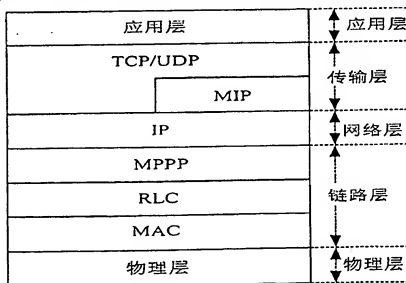 应用层 应用层
TCP/UDP
传输层
MIP
IP 网络层
MPPP
RLC 链路层
MAC
物理层 物理层